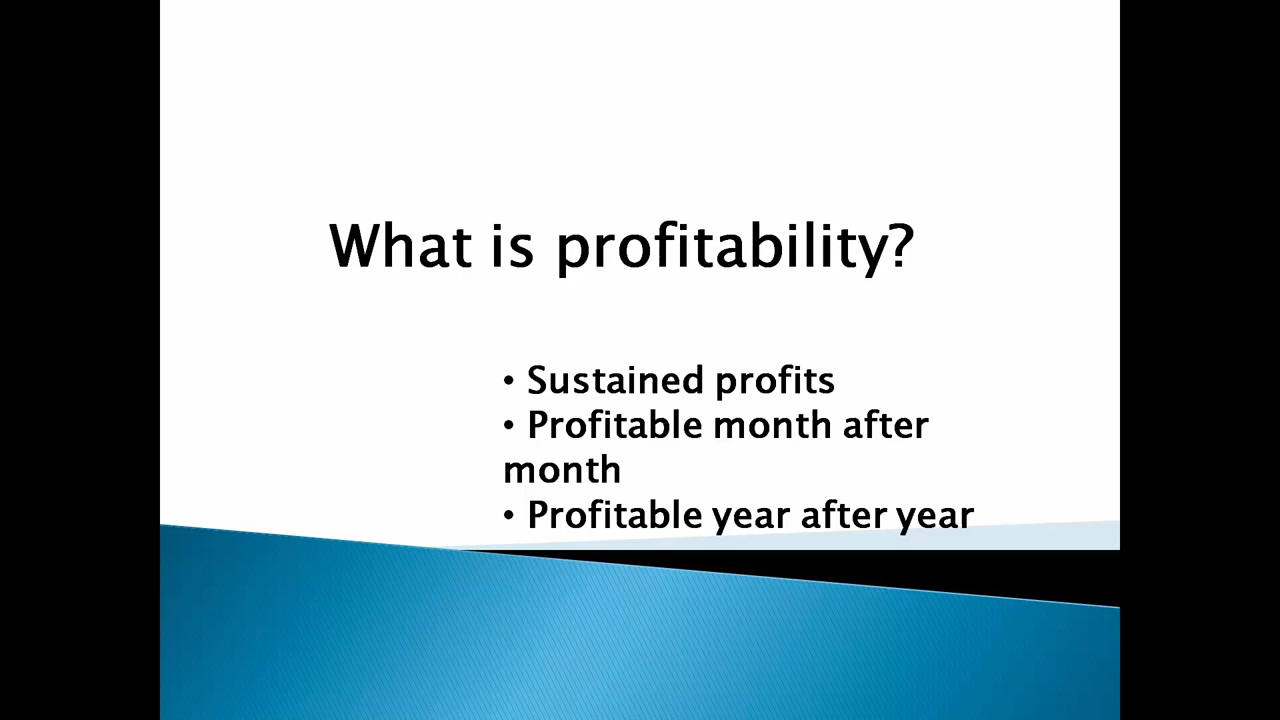 What is profitability?
• Sustained profits
• Profitable month after
month
• Profitable year after year